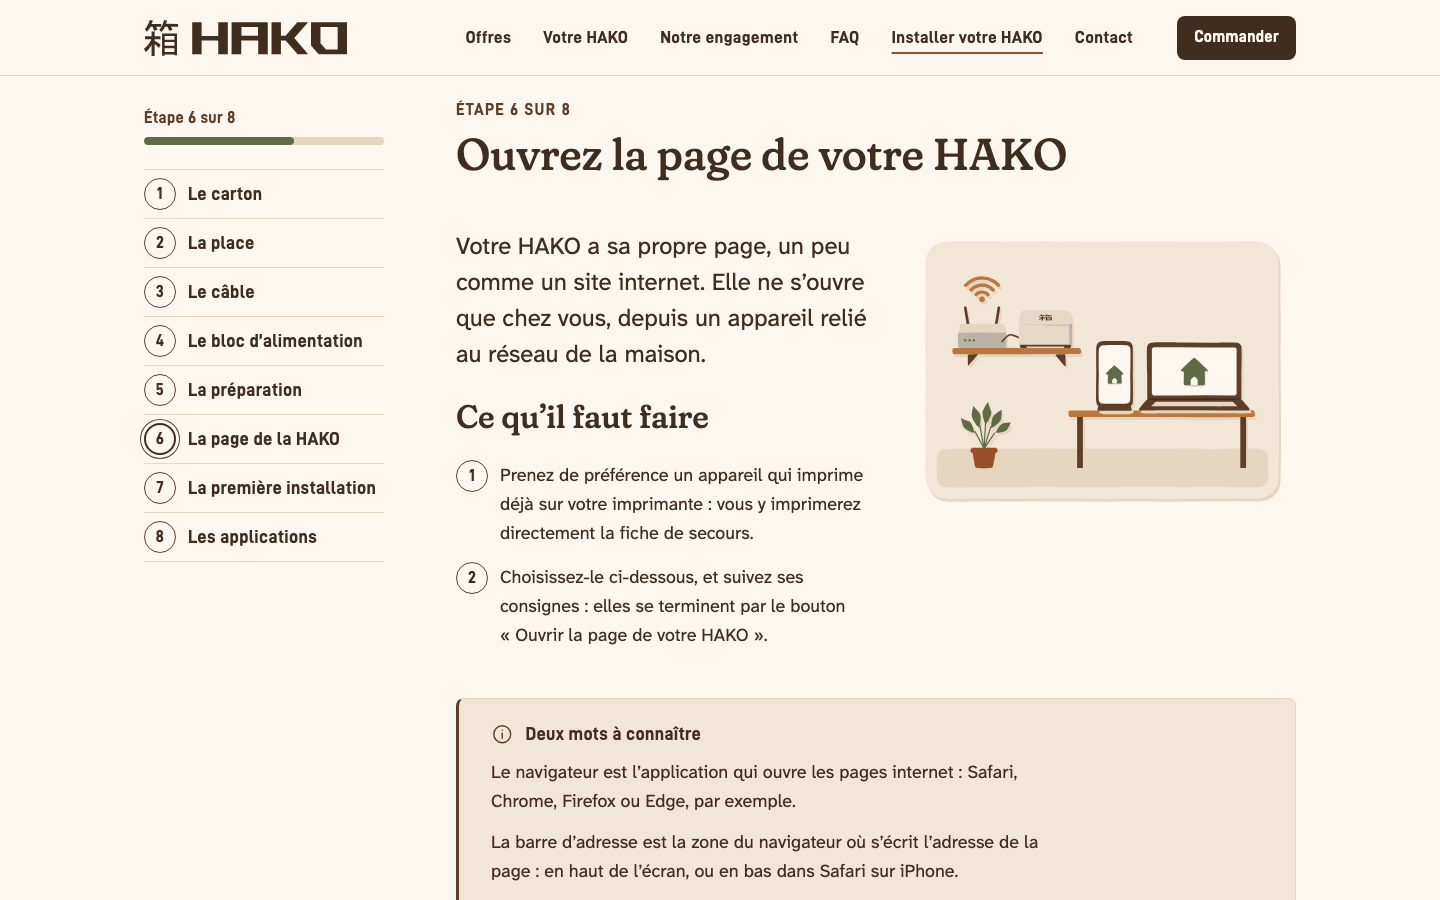 箱 HAKO
Offres
Votre HAKO
Notre engagement
FAQ
Installer votre HAKO
Contact
Commander
Étape 6 sur 8
1 Le carton
2 La place
3 Le câble
4 Le bloc d’alimentation
5 La préparation
6 La page de la HAKO
7 La première installation
8 Les applications
ÉTAPE 6 SUR 8
Ouvrez la page de votre HAKO
Votre HAKO a sa propre page, un peu
comme un site internet. Elle ne s’ouvre
que chez vous, depuis un appareil relié
au réseau de la maison.
箱
Ce qu’il faut faire
1 Prenez de préférence un appareil qui imprime
déjà sur votre imprimante : vous y imprimerez
directement la fiche de secours.
2 Choisissez-le ci-dessous, et suivez ses
consignes : elles se terminent par le bouton
« Ouvrir la page de votre HAKO ».
Deux mots à connaître
Le navigateur est l’application qui ouvre les pages internet : Safari,
Chrome, Firefox ou Edge, par exemple.
La barre d’adresse est la zone du navigateur où s’écrit l’adresse de la
page : en haut de l’écran, ou en bas dans Safari sur iPhone.